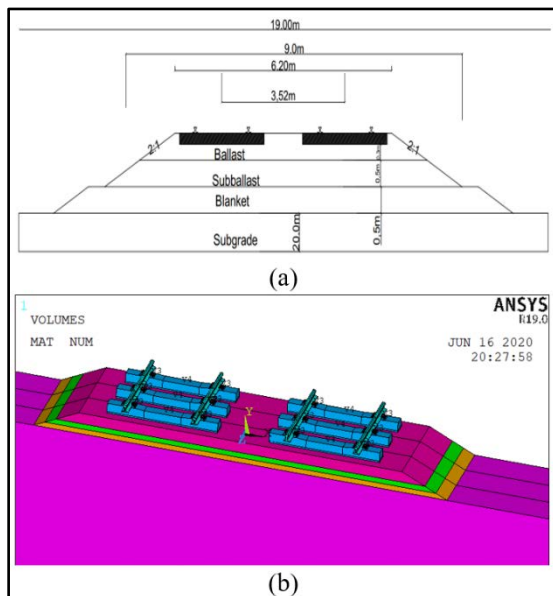 19.00m
9.0m
6.20m
3.52m
2:1
2:1
Ballast
0.5m
Subballast
Blanket
20.0m
0.5m
Subgrade
(a)
1
VOLUMES
MAT NUM
ANSYS
R19.0
JUN 16 2020
20:27:58
Y
(b)